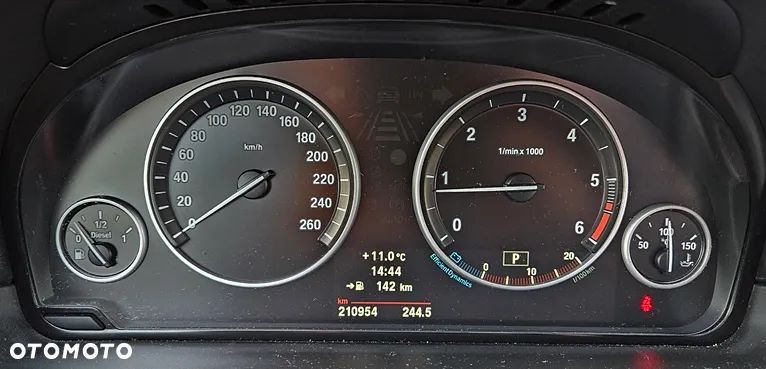 0 20 40 60 80 100 120 140 160 180 200 220 240 260
km/h
0 1 2 3 4 5 6
1/min x 1000
0 1/2 1
Diesel
50 100 150
°C
EfficientDynamics
0 10 20
l/100km
P
+11.0°C
14:44
142 km
km
210954 244.5
OTOMOTO